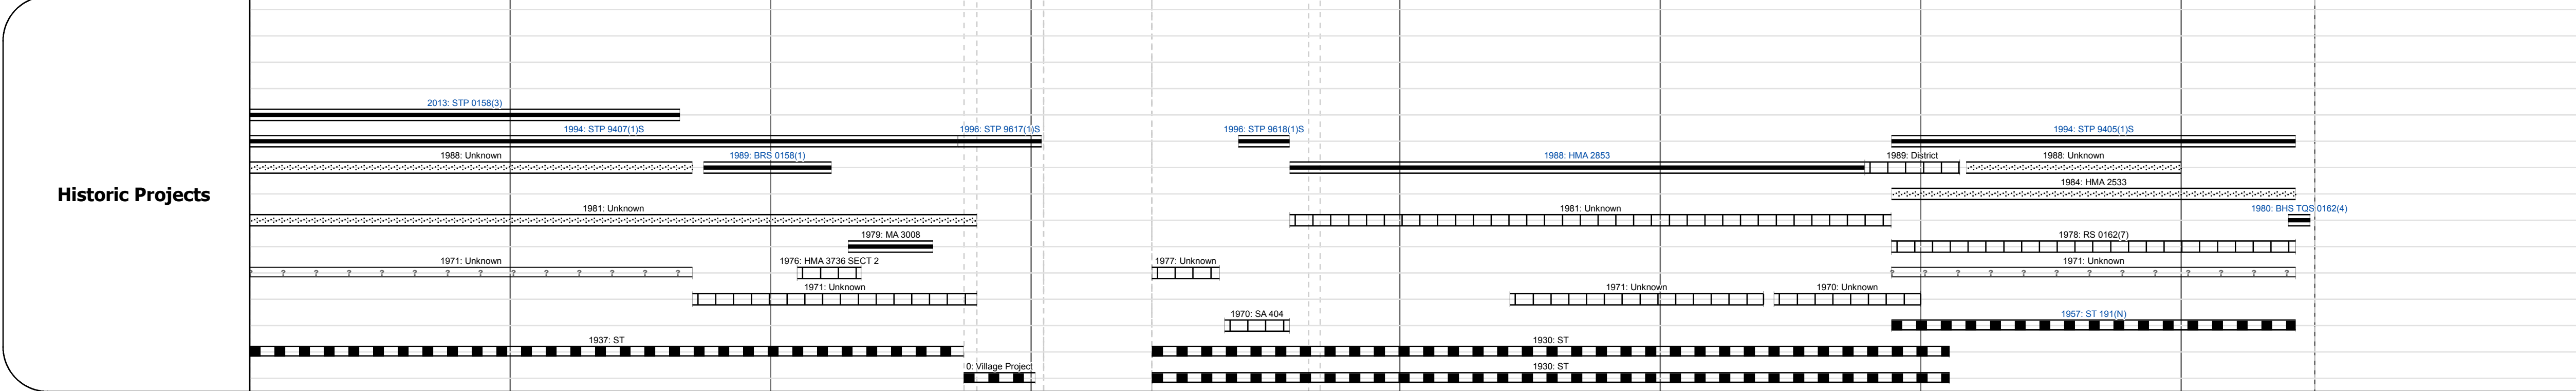 Historic Projects
2013: STP 0158(3)
1994: STP 9407(1)S
1996: STP 9617(1)S
1996: STP 9618(1)S
1994: STP 9405(1)S
1988: Unknown
1989: BRS 0158(1)
1988: HMA 2853
1989: District
1988: Unknown
1984: HMA 2533
1981: Unknown
1981: Unknown
1980: BHS TQS 0162(4)
1979: MA 3008
1978: RS 0162(7)
1971: Unknown
1976: HMA 3736 SECT 2
1977: Unknown
1971: Unknown
1971: Unknown
1971: Unknown
1970: Unknown
1970: SA 404
1957: ST 191(N)
1937: ST
1930: ST
0: Village Project
1930: ST